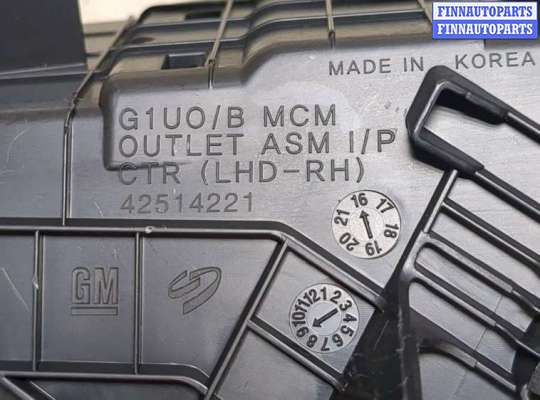 FINNAUTOPARTS
FINNAUTOPARTS
MADE IN KOREA
G1UO/B MCM
OUTLET ASM I/P
CTR (LHD-RH)
42514221
16 17 18 19 20 21
GM
1 2 3 4 5 6 7 8 9 10 11 12